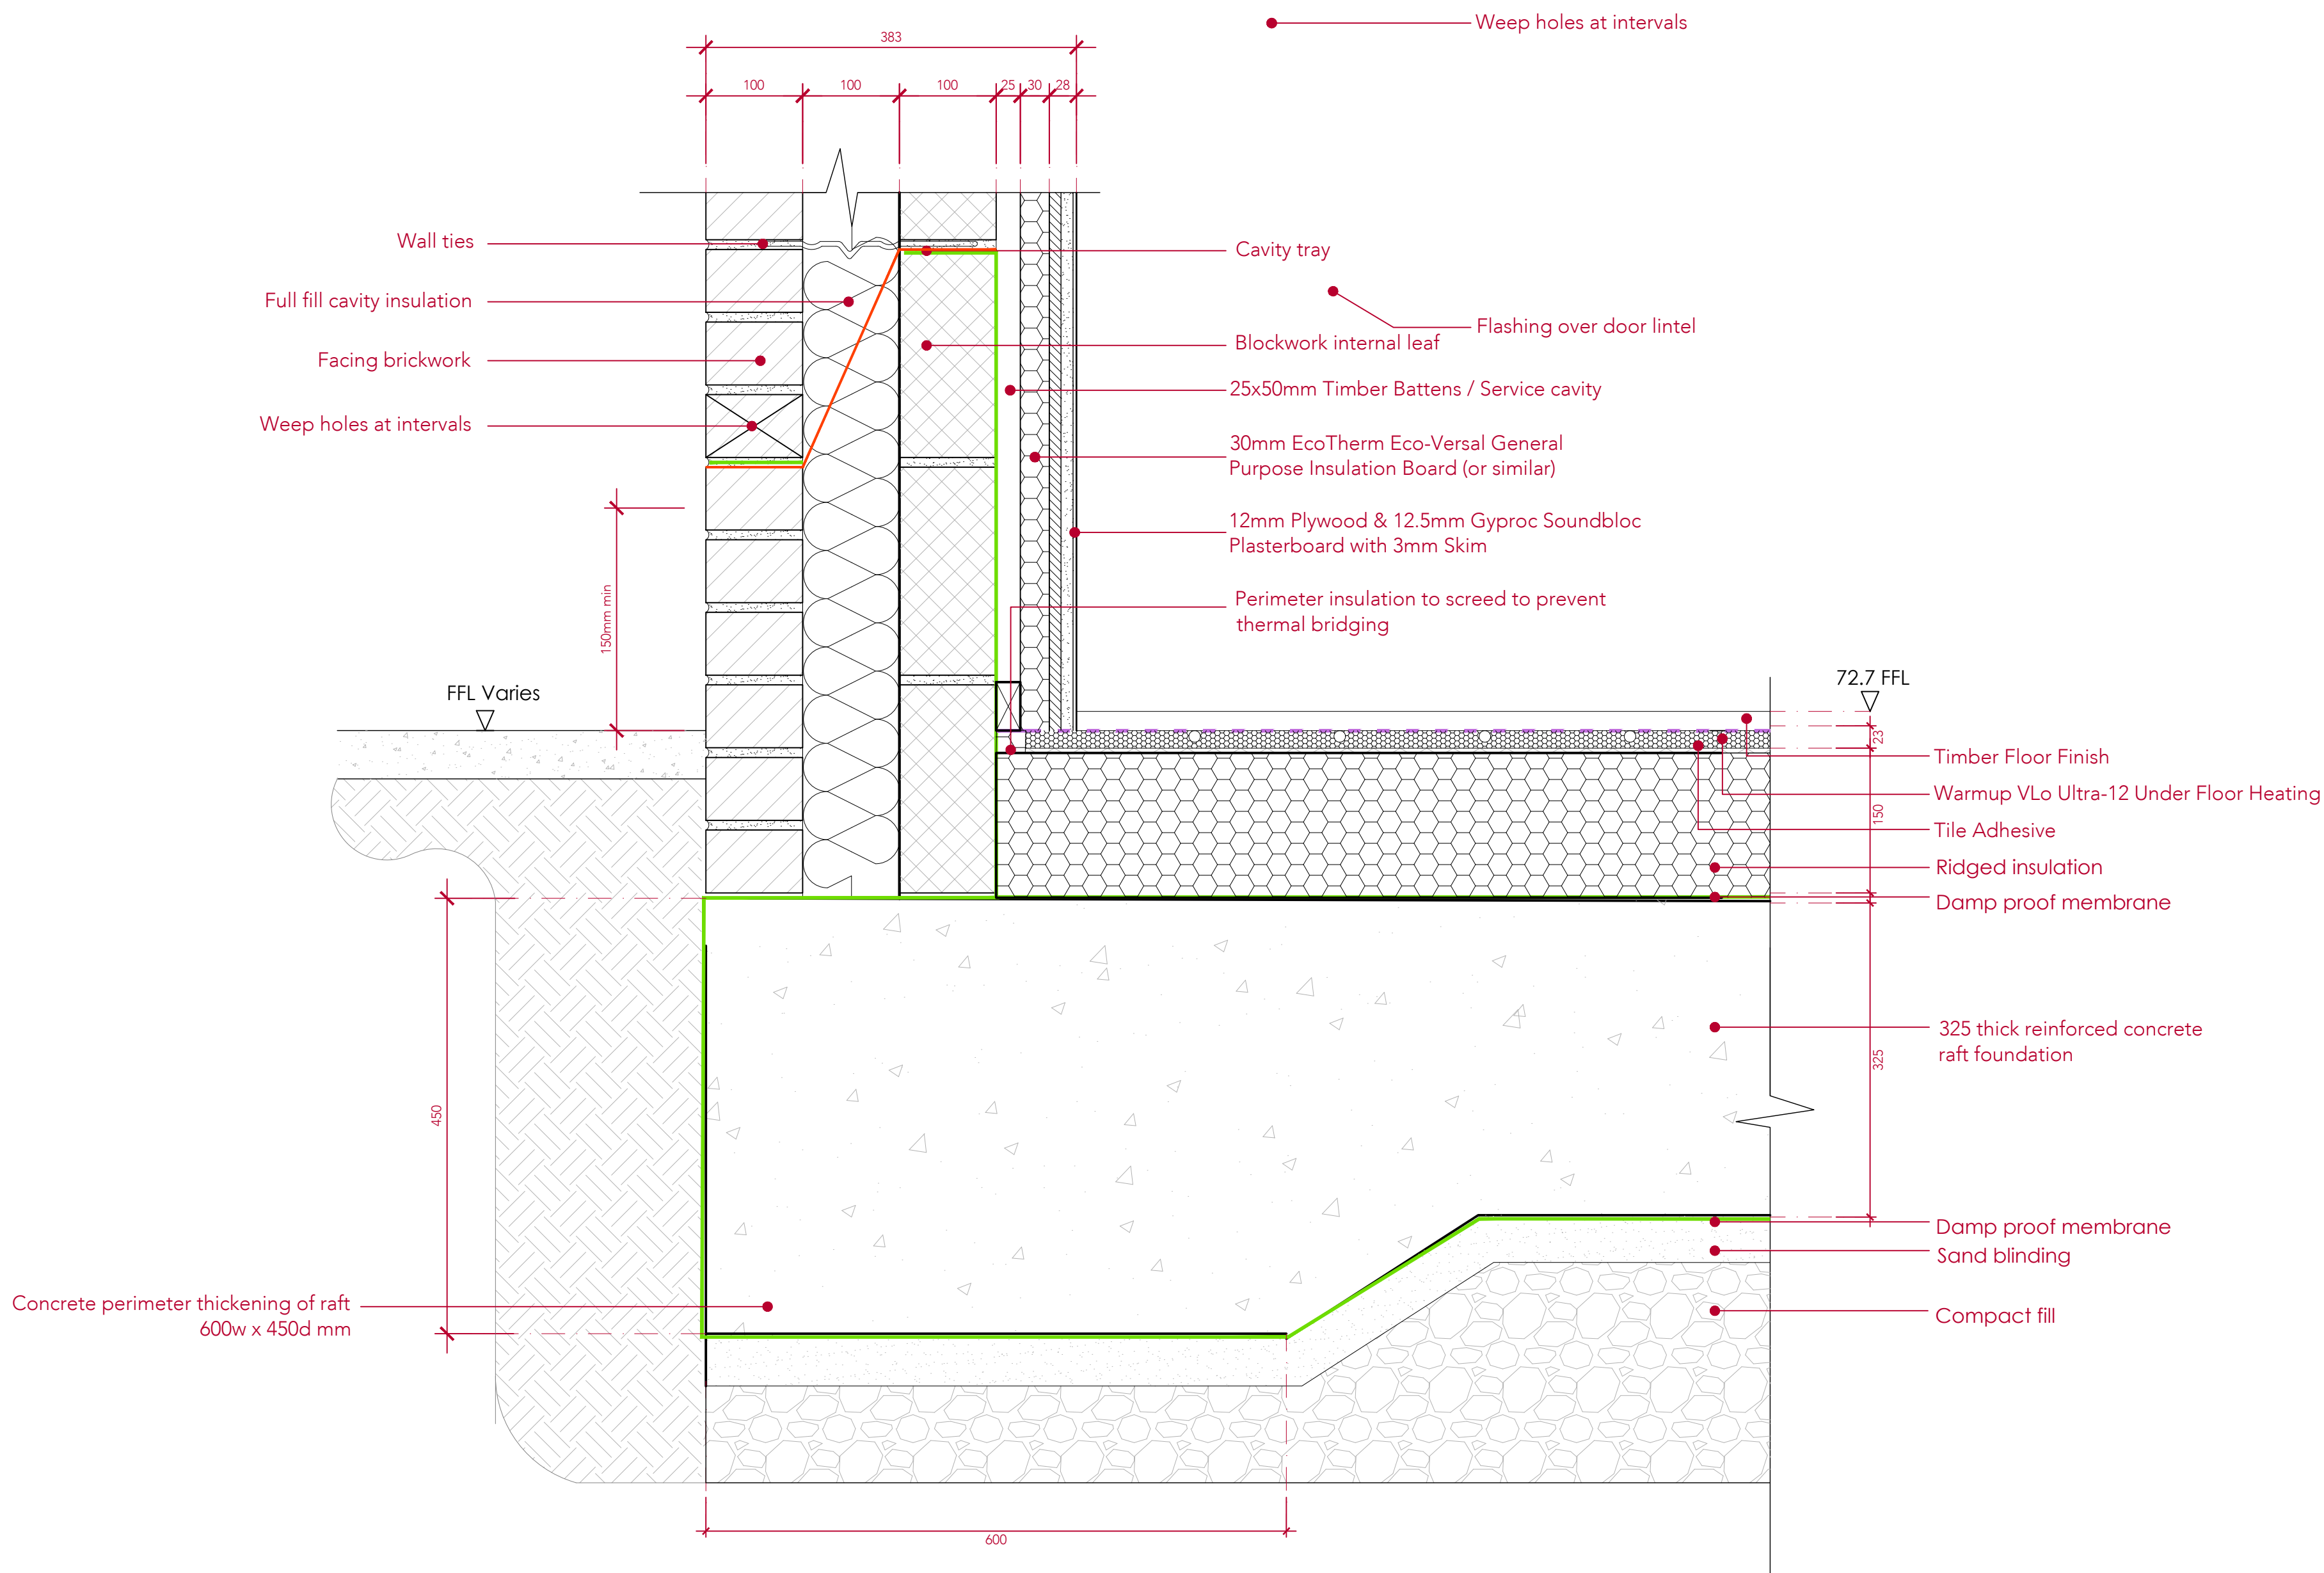 Weep holes at intervals
383
100 100 100 25 30 28
Wall ties
Full fill cavity insulation
Facing brickwork
Weep holes at intervals
150mm min
FFL Varies
450
Concrete perimeter thickening of raft
600w x 450d mm
Cavity tray
Flashing over door lintel
Blockwork internal leaf
25x50mm Timber Battens / Service cavity
30mm EcoTherm Eco-Versal General
Purpose Insulation Board (or similar)
12mm Plywood & 12.5mm Gyproc Soundbloc
Plasterboard with 3mm Skim
Perimeter insulation to screed to prevent
thermal bridging
72.7 FFL
23
Timber Floor Finish
Warmup VLo Ultra-12 Under Floor Heating
150
Tile Adhesive
Ridged insulation
Damp proof membrane
325 thick reinforced concrete
raft foundation
325
Damp proof membrane
Sand blinding
Compact fill
600